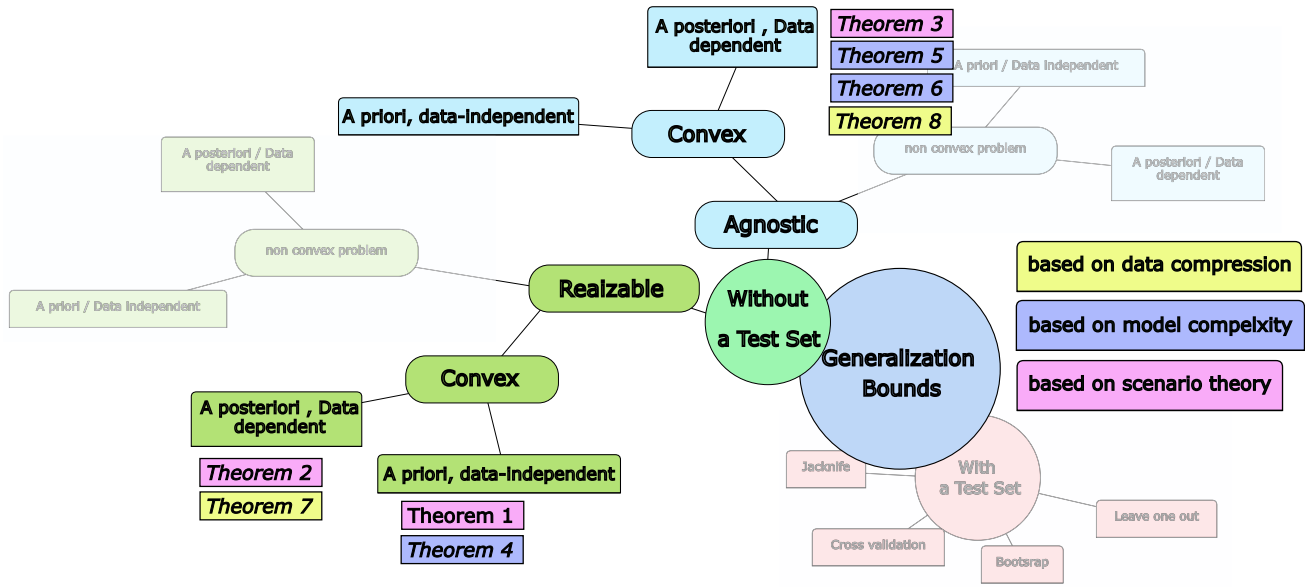 A posteriori , Data
dependent
Theorem 3
Theorem 5
Theorem 6
Theorem 8
A priori / Data Independent
A priori, data-independent
Convex
non convex problem
A posteriori / Data
dependent
A posteriori / Data
dependent
Agnostic
non convex problem
A priori / Data Independent
Reaizable
Without
a Test Set
Generalization
Bounds
based on data compression
based on model compelxity
based on scenario theory
Convex
A posteriori , Data
dependent
Theorem 2
Theorem 7
A priori, data-independent
Theorem 1
Theorem 4
Jacknife
With
a Test Set
Leave one out
Cross validation
Bootsrap